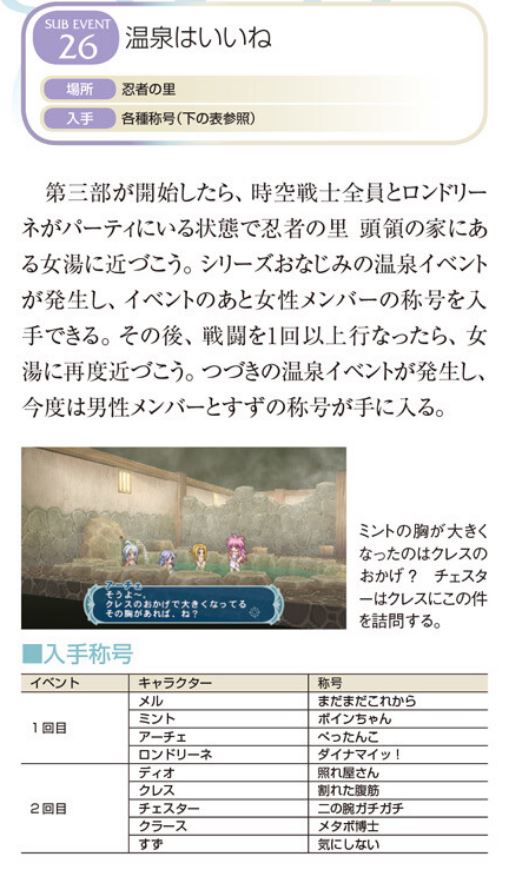 SUB EVENT
26
温泉はいいね
場所 忍者の里
入手 各種称号(下の表参照)
第三部が開始したら、時空戦士全員とロンドリー
ネがパーティにいる状態で忍者の里 頭領の家にあ
る女湯に近づこう。シリーズおなじみの温泉イベント
が発生し、イベントのあと女性メンバーの称号を入
手できる。その後、戦闘を1回以上行なったら、女
湯に再度近づこう。つづきの温泉イベントが発生し、
今度は男性メンバーとすずの称号が手に入る。
アーチェ
そうよ〜。
クレスのおかげで大きくなってる
その胸があれば、ね?
ミントの胸が大きく
なったのはクレスの
おかげ? チェスタ
ーはクレスにこの件
を詰問する。
■入手称号
イベント キャラクター 称号
1回目 メル まだまだこれから
ミント ボインちゃん
アーチェ ぺったんこ
ロンドリーネ ダイナマイッ!
2回目 ディオ 照れ屋さん
クレス 割れた腹筋
チェスター 二の腕ガチガチ
クラース メタボ博士
すず 気にしない